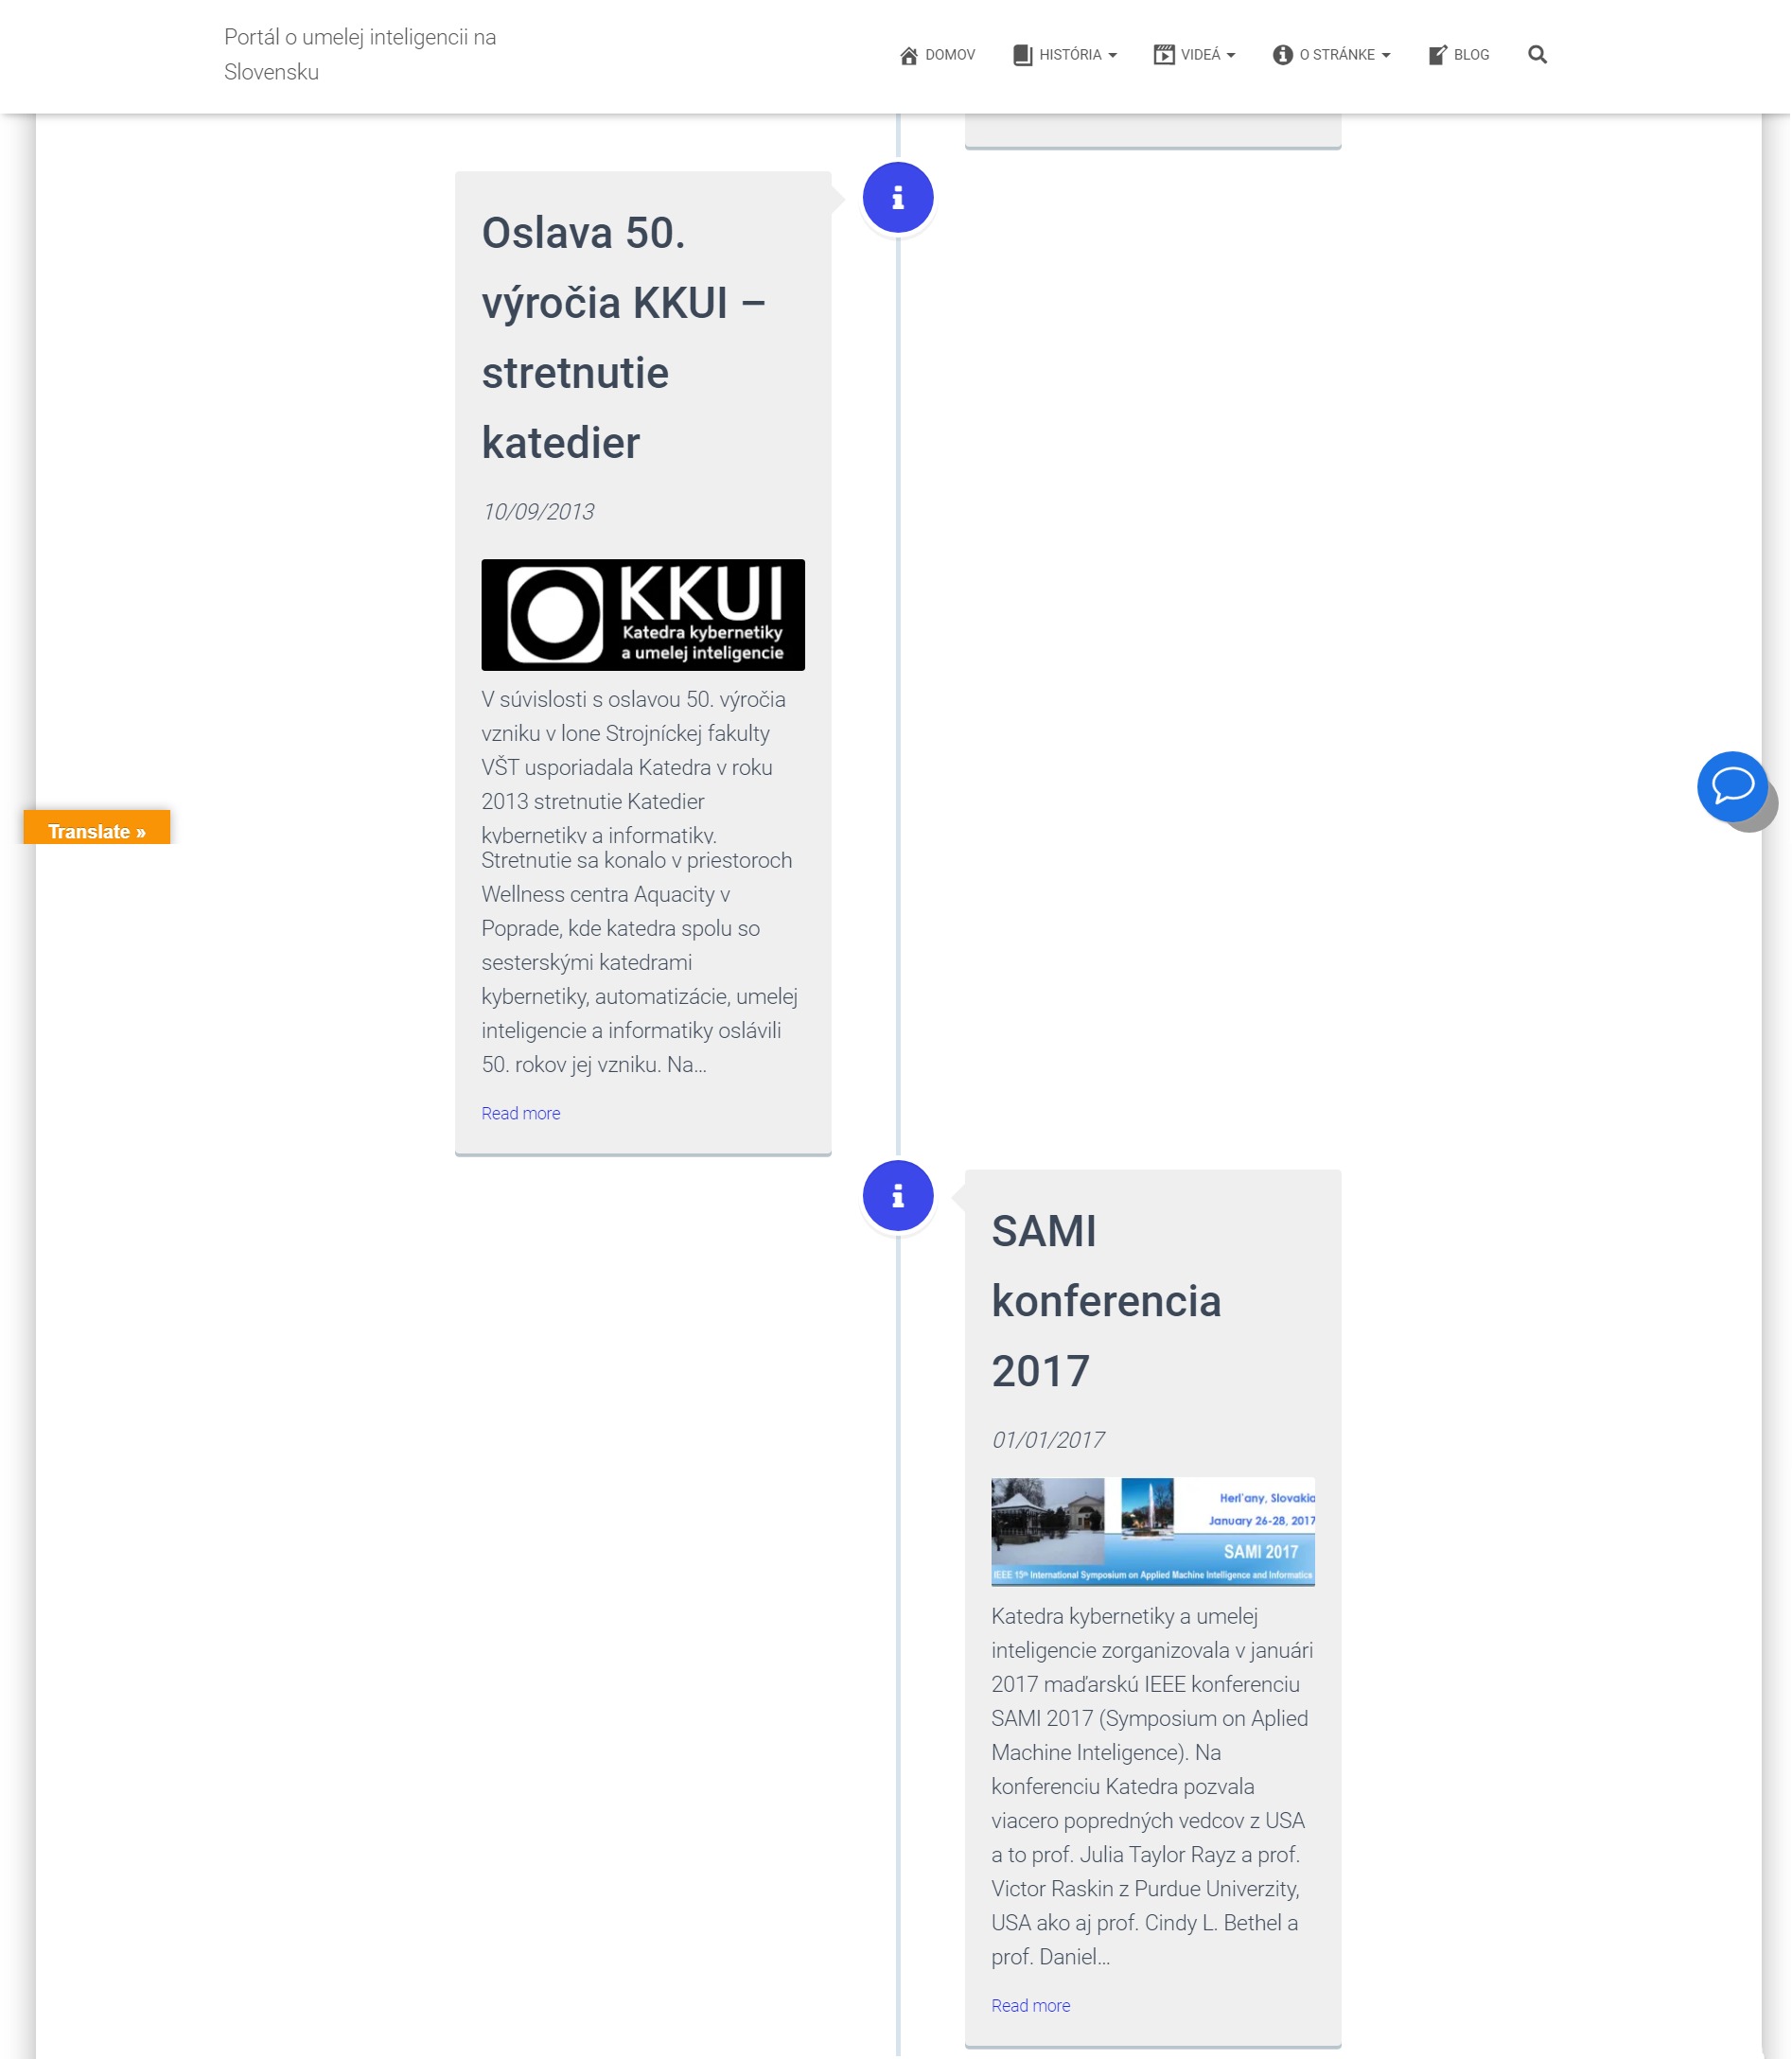 Portál o umelej inteligencii na
Slovensku
DOMOV
HISTÓRIA
VIDEÁ
O STRÁNKE
BLOG
Oslava 50.
výročia KKUI –
stretnutie
katedier
10/09/2013
KKUI
Katedra kybernetiky
a umelej inteligencie
V súvislosti s oslavou 50. výročia
vzniku v lone Strojníckej fakulty
VŠT usporiadala Katedra v roku
2013 stretnutie Katedier
kybernetiky a informatiky.
Stretnutie sa konalo v priestoroch
Wellness centra Aquacity v
Poprade, kde katedra spolu so
sesterskými katedrami
kybernetiky, automatizácie, umelej
inteligencie a informatiky oslávili
50. rokov jej vzniku. Na...
Read more
Translate »
SAMI
konferencia
2017
01/01/2017
Herl'any, Slovakia
January 26-28, 2017
SAMI 2017
IEEE 15th International Symposium on Applied Machine Intelligence and Informatics
Katedra kybernetiky a umelej
inteligencie zorganizovala v januári
2017 maďarskú IEEE konferenciu
SAMI 2017 (Symposium on Aplied
Machine Inteligence). Na
konferenciu Katedra pozvala
viacero popredných vedcov z USA
a to prof. Julia Taylor Rayz a prof.
Victor Raskin z Purdue Univerzity,
USA ako aj prof. Cindy L. Bethel a
prof. Daniel...
Read more